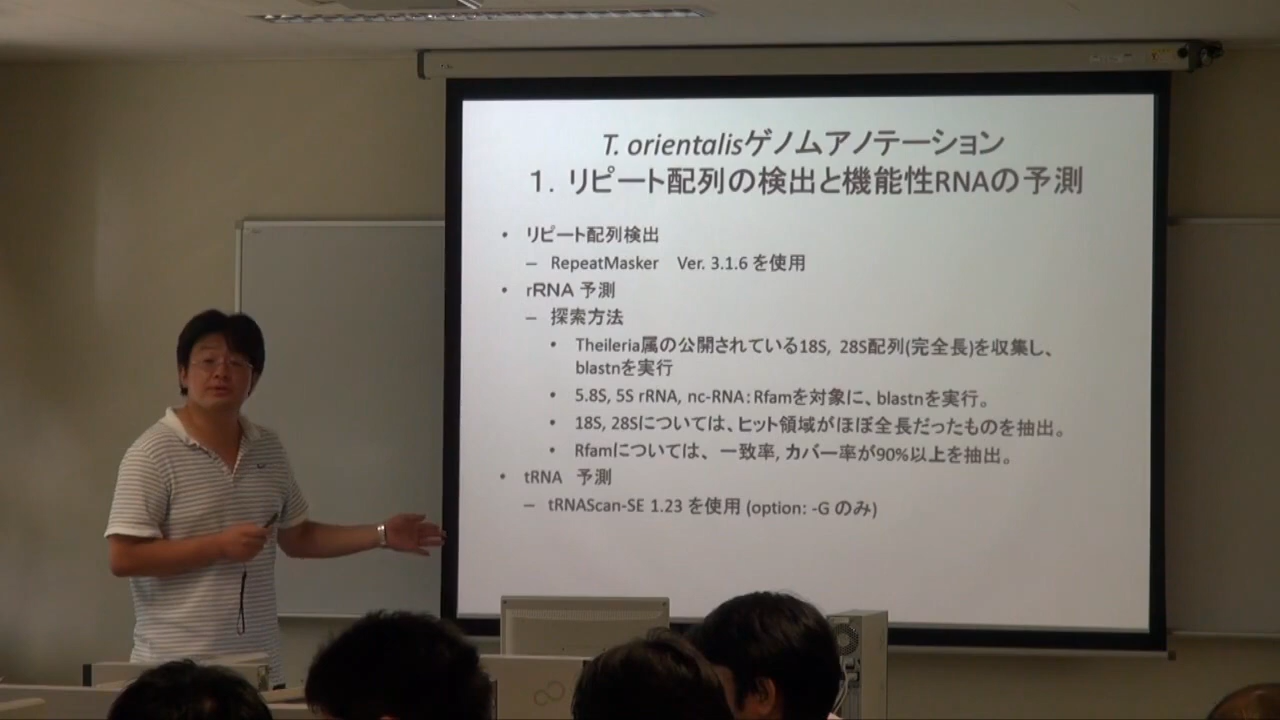 T. orientalisゲノムアノテーション
1. リピート配列の検出と機能性RNAの予測
• リピート配列検出
– RepeatMasker Ver. 3.1.6 を使用
• rRNA 予測
– 探索方法
• Theileria属の公開されている18S, 28S配列(完全長)を収集し、
blastnを実行
• 5.8S, 5S rRNA, nc-RNA:Rfamを対象に、blastnを実行。
• 18S, 28Sについては、ヒット領域がほぼ全長だったものを抽出。
• Rfamについては、一致率, カバー率が90%以上を抽出。
• tRNA 予測
– tRNAScan-SE 1.23 を使用 (option: -G のみ)